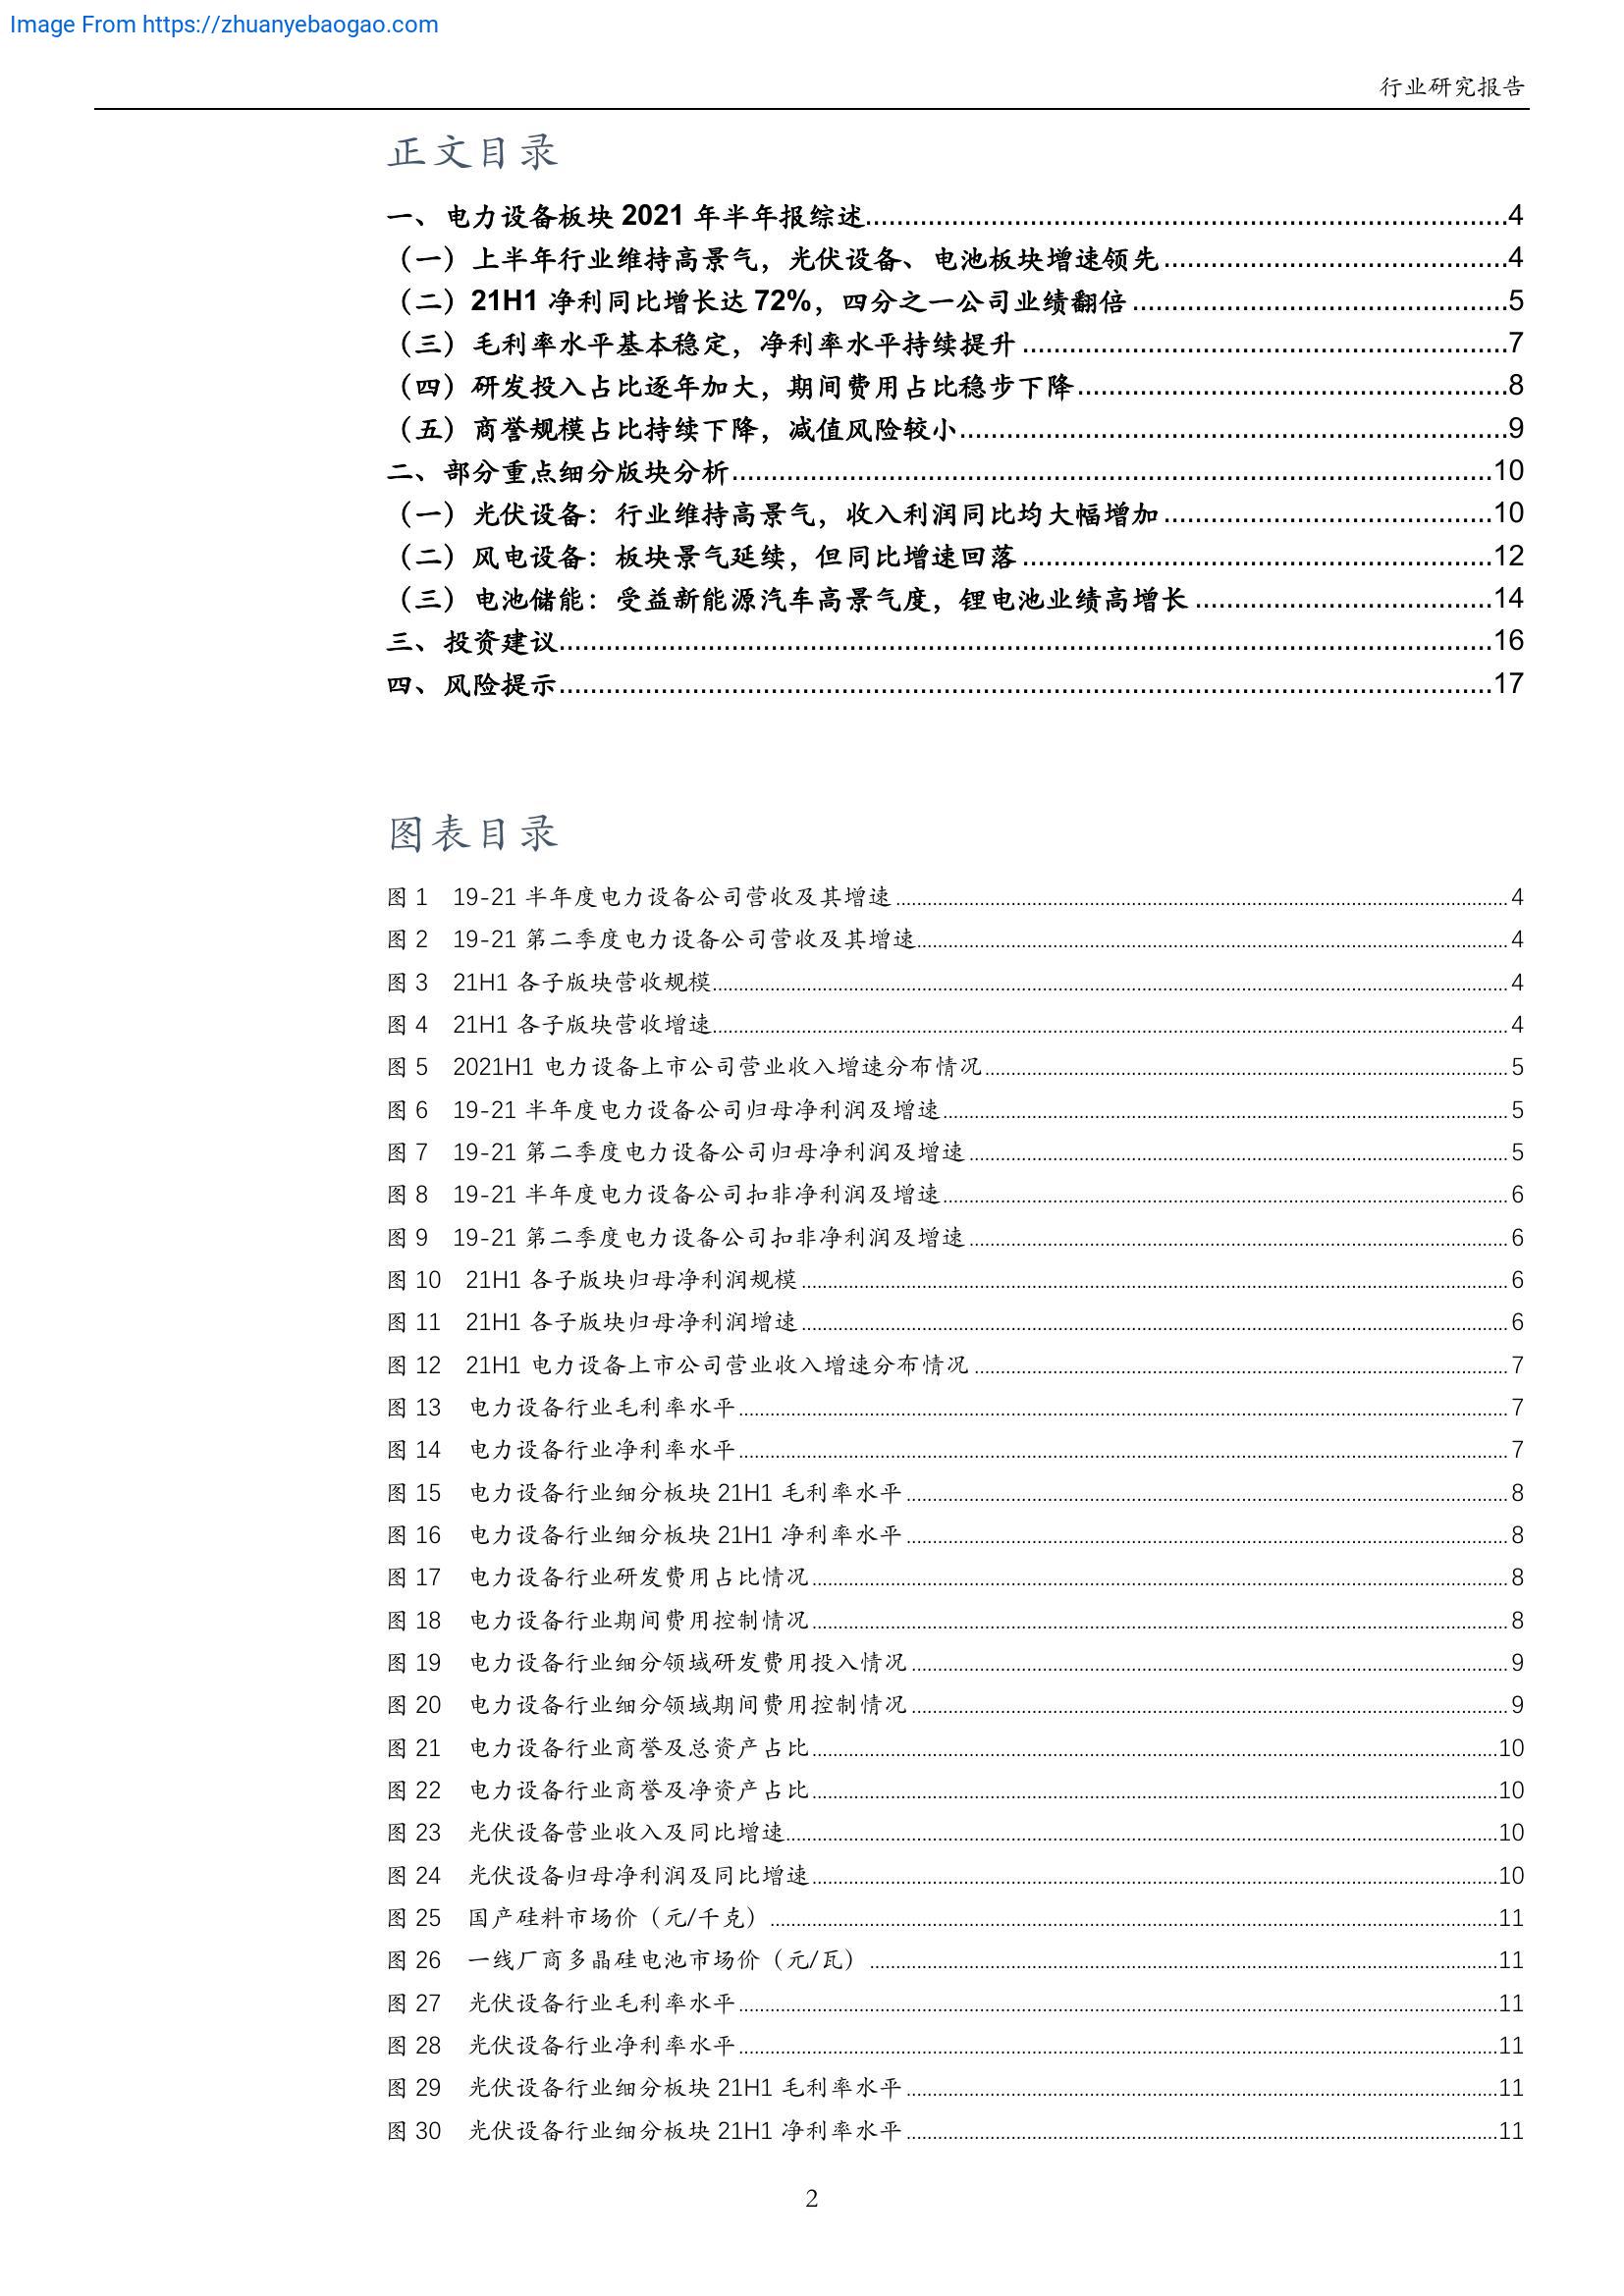 Image From https://zhuanyebaogao.com
行业研究报告
正文目录
一、电力设备板块 2021 年半年报综述....................4
（一）上半年行业维持高景气，光伏设备、电池板块增速领先....................4
（二）21H1 净利同比增长达 72%，四分之一公司业绩翻倍....................5
（三）毛利率水平基本稳定，净利率水平持续提升....................7
（四）研发投入占比逐年加大，期间费用占比稳步下降....................8
（五）商誉规模占比持续下降，减值风险较小....................9
二、部分重点细分版块分析....................10
（一）光伏设备：行业维持高景气，收入利润同比均大幅增加....................10
（二）风电设备：板块景气延续，但同比增速回落....................12
（三）电池储能：受益新能源汽车高景气度，锂电池业绩高增长....................14
三、投资建议....................16
四、风险提示....................17
图表目录
图 1 19-21 半年度电力设备公司营收及其增速....................4
图 2 19-21 第二季度电力设备公司营收及其增速....................4
图 3 21H1 各子版块营收规模....................4
图 4 21H1 各子版块营收增速....................4
图 5 2021H1 电力设备上市公司营业收入增速分布情况....................5
图 6 19-21 半年度电力设备公司归母净利润及增速....................5
图 7 19-21 第二季度电力设备公司归母净利润及增速....................5
图 8 19-21 半年度电力设备公司扣非净利润及增速....................6
图 9 19-21 第二季度电力设备公司扣非净利润及增速....................6
图 10 21H1 各子版块归母净利润规模....................6
图 11 21H1 各子版块归母净利润增速....................6
图 12 21H1 电力设备上市公司营业收入增速分布情况....................7
图 13 电力设备行业毛利率水平....................7
图 14 电力设备行业净利率水平....................7
图 15 电力设备行业细分板块 21H1 毛利率水平....................8
图 16 电力设备行业细分板块 21H1 净利率水平....................8
图 17 电力设备行业研发费用占比情况....................8
图 18 电力设备行业期间费用控制情况....................8
图 19 电力设备行业细分领域研发费用投入情况....................9
图 20 电力设备行业细分领域期间费用控制情况....................9
图 21 电力设备行业商誉及总资产占比....................10
图 22 电力设备行业商誉及净资产占比....................10
图 23 光伏设备营业收入及同比增速....................10
图 24 光伏设备归母净利润及同比增速....................10
图 25 国产硅料市场价（元/千克）....................11
图 26 一线厂商多晶硅电池市场价（元/瓦）....................11
图 27 光伏设备行业毛利率水平....................11
图 28 光伏设备行业净利率水平....................11
图 29 光伏设备行业细分板块 21H1 毛利率水平....................11
图 30 光伏设备行业细分板块 21H1 净利率水平....................11
2